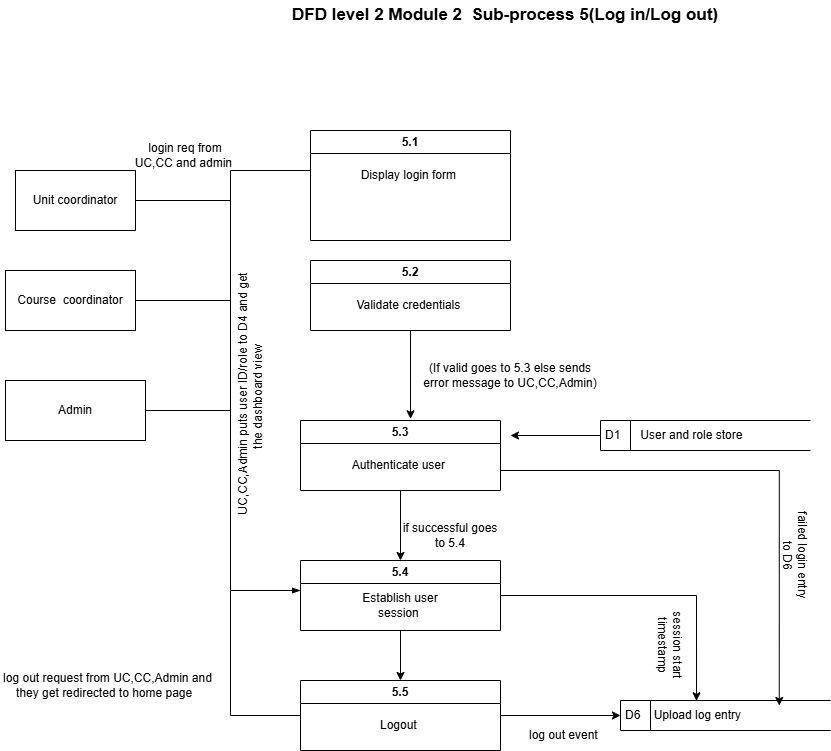 DFD level 2 Module 2 Sub-process 5(Log in/Log out)
5.1
Display login form
login req from
UC,CC and admin
Unit coordinator
5.2
Validate credentials
Course coordinator
UC,CC,Admin puts user ID/role to D4 and get
the dashboard view
(If valid goes to 5.3 else sends
error message to UC,CC,Admin)
Admin
5.3
Authenticate user
D1 User and role store
if successful goes
to 5.4
failed login entry
to D6
5.4
Establish user
session
session start
timestamp
log out request from UC,CC,Admin and
they get redirected to home page
5.5
Logout
log out event
D6 Upload log entry